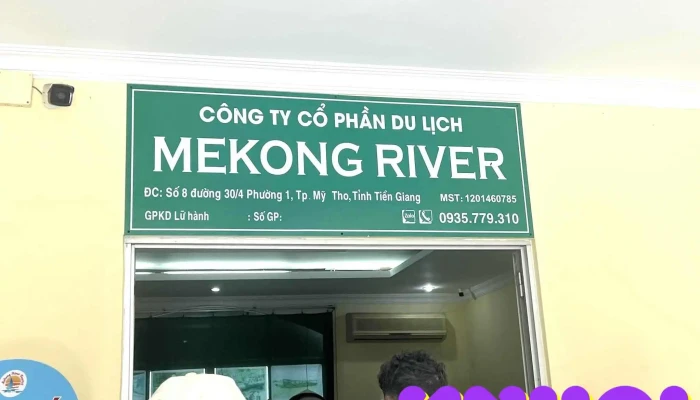 CÔNG TY CỔ PHẦN DU LỊCH
MEKONG RIVER
ĐC: Số 8 đường 30/4 Phường 1, Tp. Mỹ Tho, Tỉnh Tiền Giang MST: 1201460785
GPKD Lữ hành : Số GP: Zalo 0935.779.310